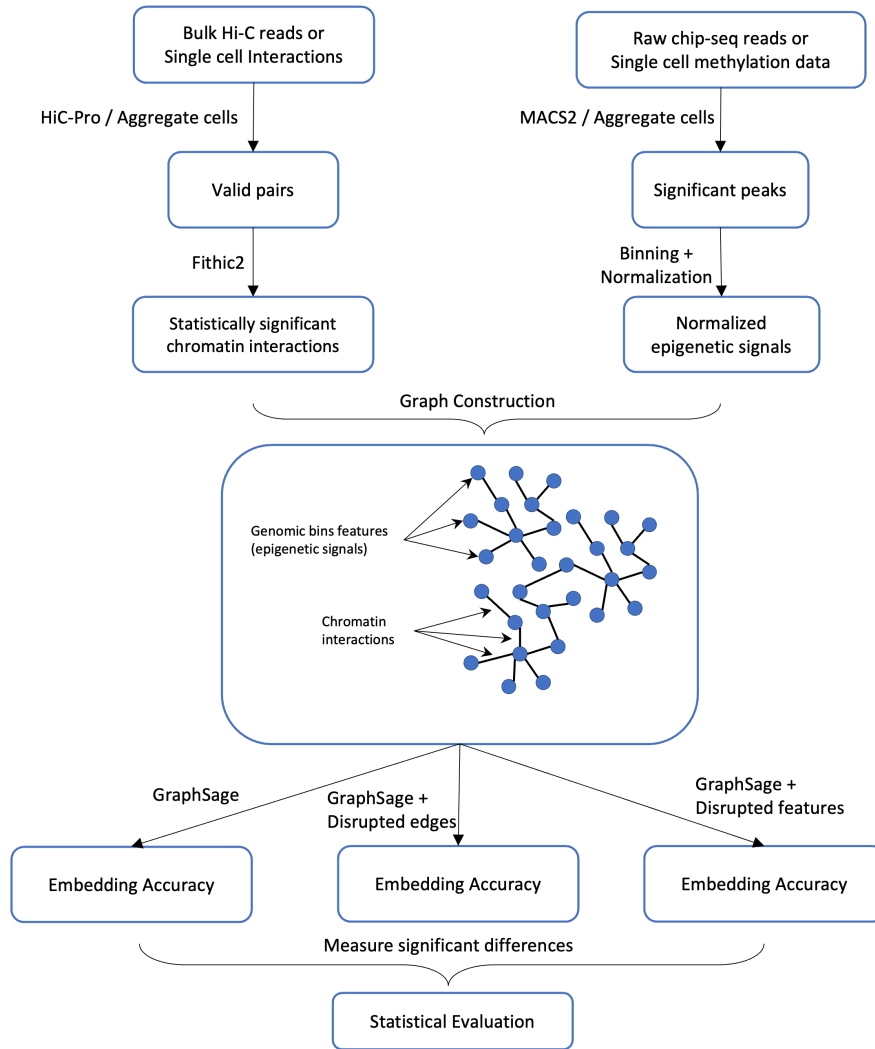 Bulk Hi-C reads or
Single cell Interactions
Raw chip-seq reads or
Single cell methylation data
HiC-Pro / Aggregate cells
MACS2 / Aggregate cells
Valid pairs
Significant peaks
Fithic2
Binning +
Normalization
Statistically significant
chromatin interactions
Normalized
epigenetic signals
Graph Construction
Genomic bins features
(epigenetic signals)
Chromatin
interactions
GraphSage
GraphSage +
Disrupted edges
GraphSage +
Disrupted features
Embedding Accuracy
Embedding Accuracy
Embedding Accuracy
Measure significant differences
Statistical Evaluation